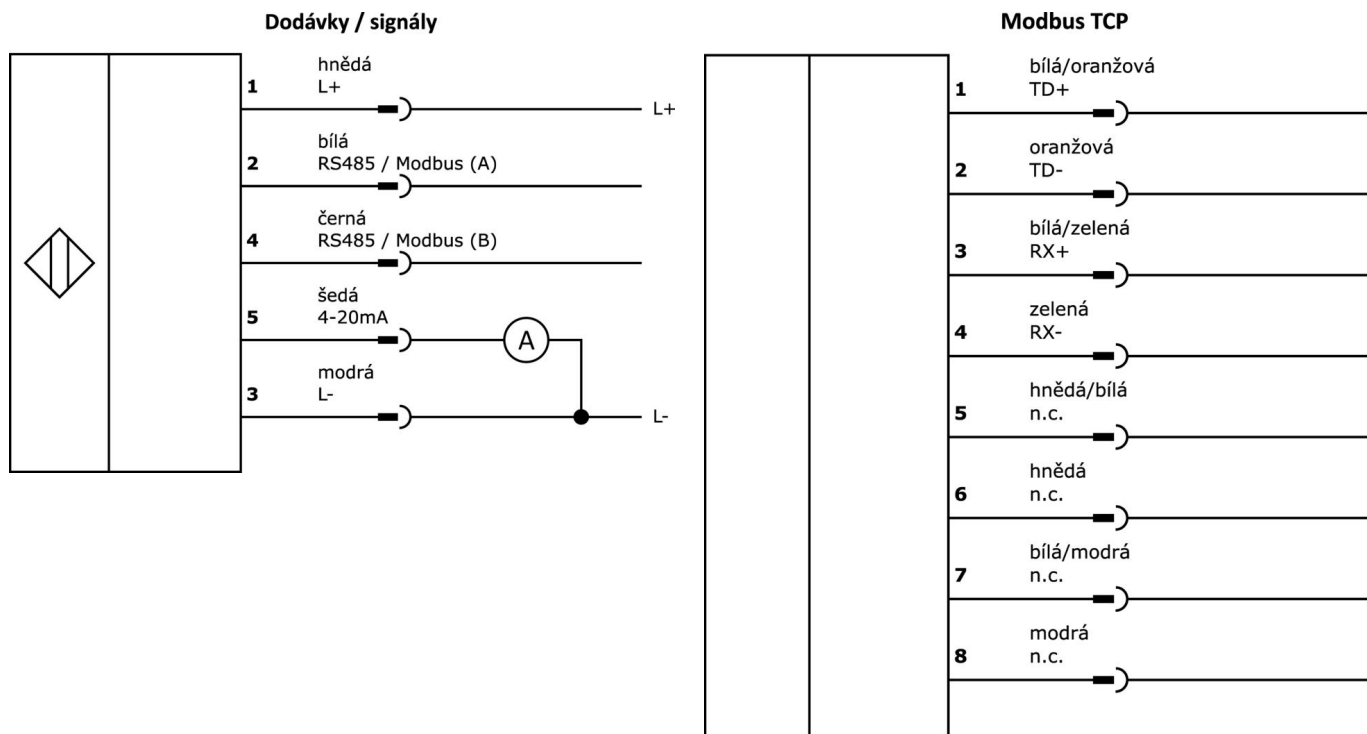 Dodávky / signály
hnědá
1 L+
L+
bílá
2 RS485 / Modbus (A)
černá
4 RS485 / Modbus (B)
šedá
5 4-20mA
A
modrá
3 L-
L-
Modbus TCP
bílá/oranžová
1 TD+
oranžová
2 TD-
bílá/zelená
3 RX+
zelená
4 RX-
hnědá/bílá
5 n.c.
hnědá
6 n.c.
bílá/modrá
7 n.c.
modrá
8 n.c.